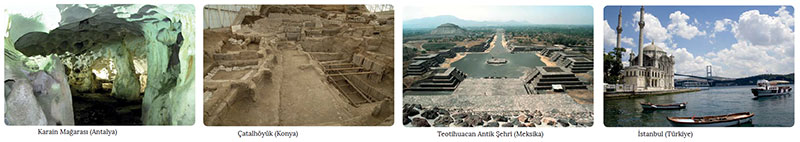 Karain Mağarası (Antalya)
Çatalhöyük (Konya)
Teotihuacan Antik Şehri (Meksika)
İstanbul (Türkiye)